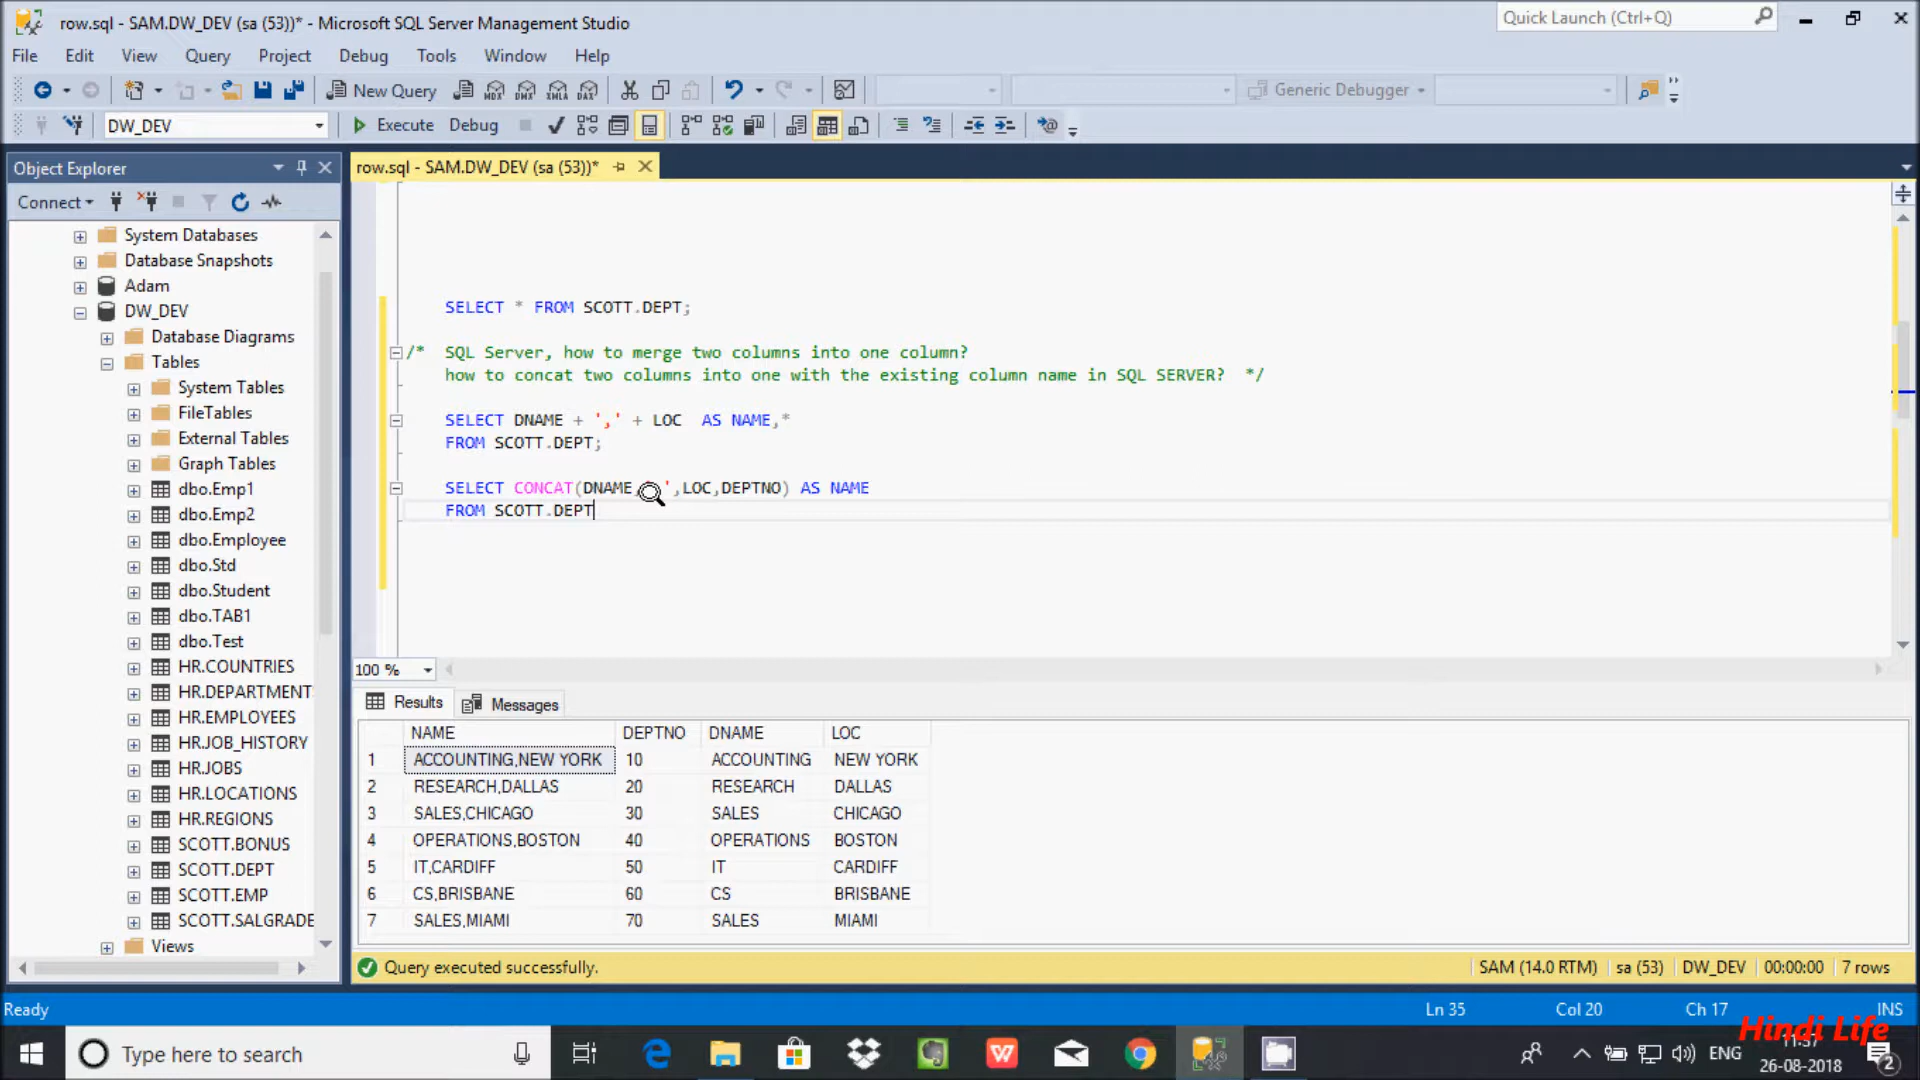 row.sql - SAM.DW_DEV (sa (53))* - Microsoft SQL Server Management Studio
Quick Launch (Ctrl+Q)
File Edit View Query Project Debug Tools Window Help
New Query MDX DMX XMLA DAX Generic Debugger
DW_DEV Execute Debug
Object Explorer
row.sql - SAM.DW_DEV (sa (53))*
Connect
System Databases
Database Snapshots
Adam
DW_DEV
Database Diagrams
Tables
System Tables
FileTables
External Tables
Graph Tables
dbo.Emp1
dbo.Emp2
dbo.Employee
dbo.Std
dbo.Student
dbo.TAB1
dbo.Test
HR.COUNTRIES
HR.DEPARTMENT
HR.EMPLOYEES
HR.JOB_HISTORY
HR.JOBS
HR.LOCATIONS
HR.REGIONS
SCOTT.BONUS
SCOTT.DEPT
SCOTT.EMP
SCOTT.SALGRADE
Views
SELECT * FROM SCOTT.DEPT;
/* SQL Server, how to merge two columns into one column?
how to concat two columns into one with the existing column name in SQL SERVER? */
SELECT DNAME + ',' + LOC AS NAME,*
FROM SCOTT.DEPT;
SELECT CONCAT(DNAME, ',LOC,DEPTNO) AS NAME
FROM SCOTT.DEPT
100 %
Results Messages
NAME DEPTNO DNAME LOC
1 ACCOUNTING,NEW YORK 10 ACCOUNTING NEW YORK
2 RESEARCH,DALLAS 20 RESEARCH DALLAS
3 SALES,CHICAGO 30 SALES CHICAGO
4 OPERATIONS,BOSTON 40 OPERATIONS BOSTON
5 IT,CARDIFF 50 IT CARDIFF
6 CS,BRISBANE 60 CS BRISBANE
7 SALES,MIAMI 70 SALES MIAMI
Query executed successfully. SAM (14.0 RTM) sa (53) DW_DEV 00:00:00 7 rows
Ready Ln 35 Col 20 Ch 17 INS
Hindi Life
Type here to search ENG 11:37
26-08-2018 2